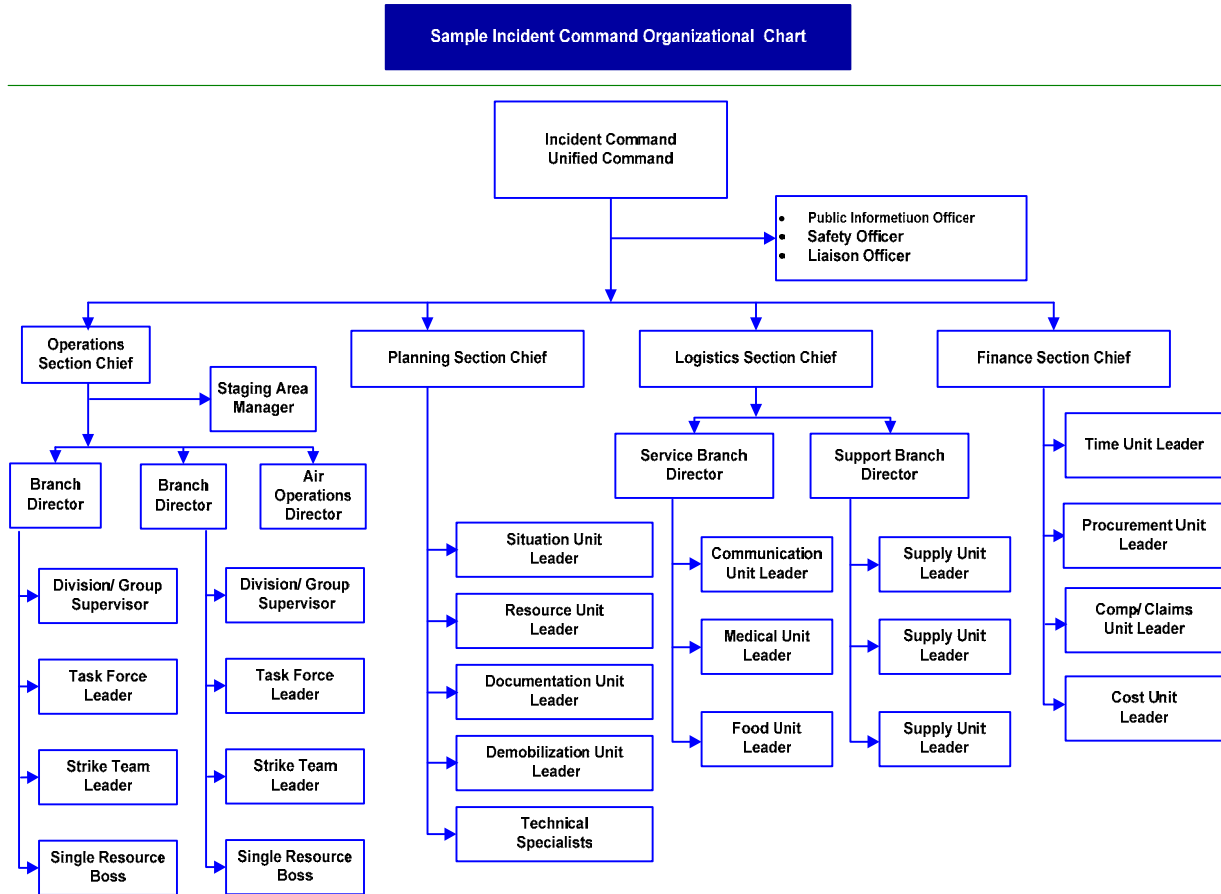 Sample Incident Command Organizational Chart
Incident Command
Unified Command
• Public Informetiuon Officer
• Safety Officer
• Liaison Officer
Operations
Section Chief
Planning Section Chief
Logistics Section Chief
Finance Section Chief
Staging Area
Manager
Branch
Director
Branch
Director
Air
Operations
Director
Division/ Group
Supervisor
Task Force
Leader
Strike Team
Leader
Single Resource
Boss
Division/ Group
Supervisor
Task Force
Leader
Strike Team
Leader
Single Resource
Boss
Situation Unit
Leader
Resource Unit
Leader
Documentation Unit
Leader
Demobilization Unit
Leader
Technical
Specialists
Service Branch
Director
Support Branch
Director
Communication
Unit Leader
Medical Unit
Leader
Food Unit
Leader
Supply Unit
Leader
Supply Unit
Leader
Supply Unit
Leader
Time Unit Leader
Procurement Unit
Leader
Comp/ Claims
Unit Leader
Cost Unit
Leader